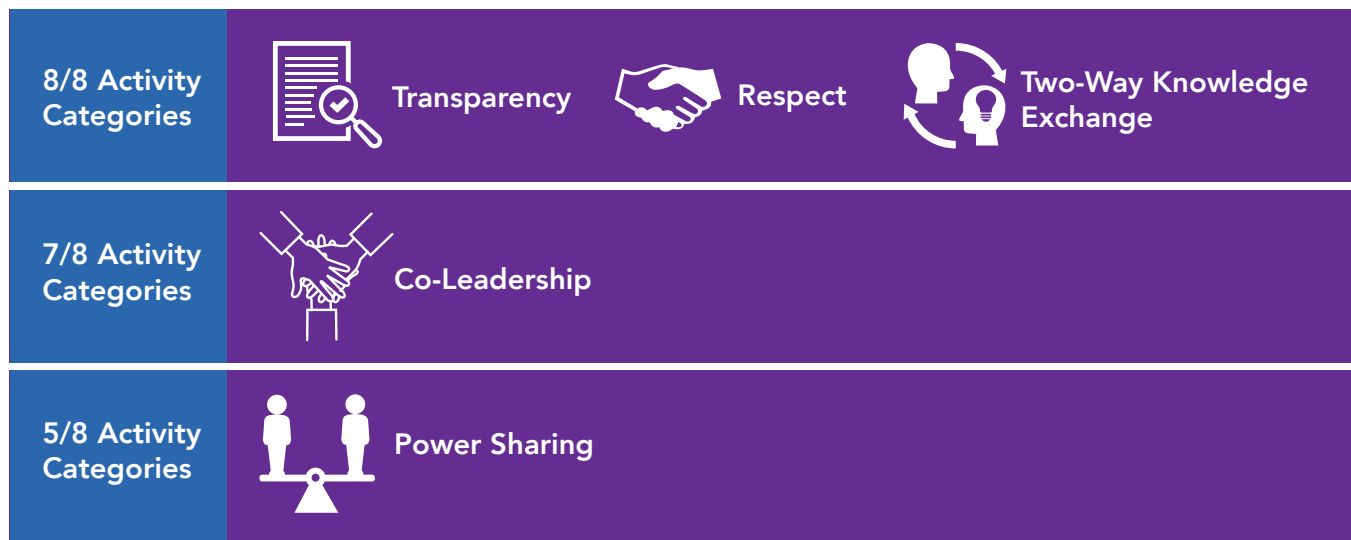 8/8 Activity
Categories
Transparency
Respect
Two-Way Knowledge
Exchange
7/8 Activity
Categories
Co-Leadership
5/8 Activity
Categories
Power Sharing